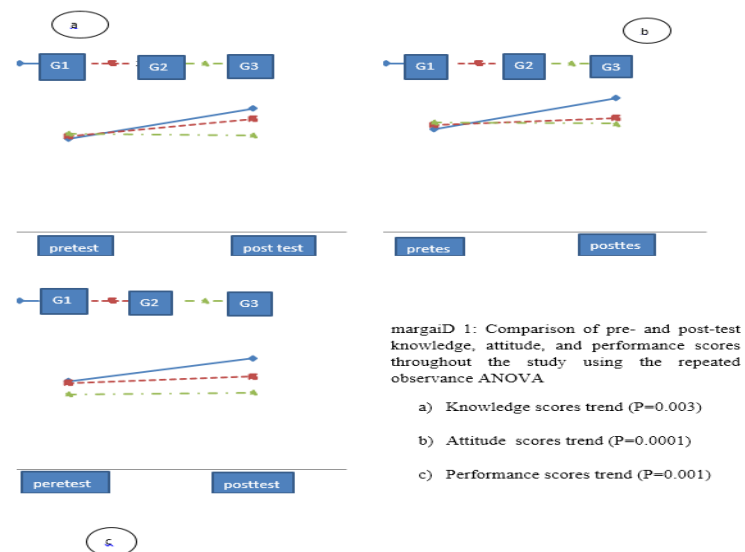 a
G1 G2 G3
pretest post test
b
G1 G2 G3
pretes posttes
G1 G2 G3
peretest posttest
c
margaiD 1: Comparison of pre- and post-test
knowledge, attitude, and performance scores
throughout the study using the repeated
observance ANOVA
a) Knowledge scores trend (P=0.003)
b) Attitude scores trend (P=0.0001)
c) Performance scores trend (P=0.001)